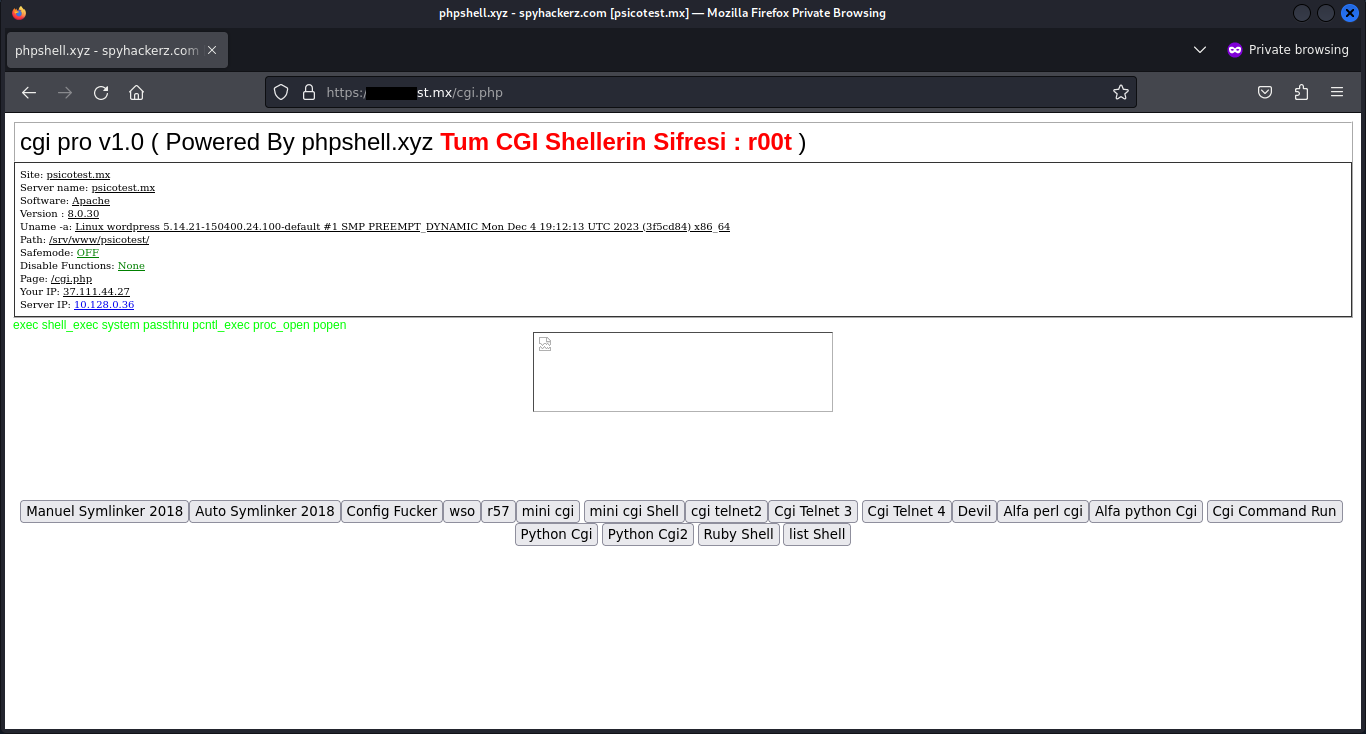 phpshell.xyz - spyhackerz.com [psicotest.mx] — Mozilla Firefox Private Browsing
phpshell.xyz - spyhackerz.com
Private browsing
https:/ st.mx/cgi.php
cgi pro v1.0 ( Powered By phpshell.xyz Tum CGI Shellerin Sifresi : r00t )
Site: psicotest.mx
Server name: psicotest.mx
Software: Apache
Version : 8.0.30
Uname -a: Linux wordpress 5.14.21-150400.24.100-default #1 SMP PREEMPT_DYNAMIC Mon Dec 4 19:12:13 UTC 2023 (3f5cd84) x86_64
Path: /srv/www/psicotest/
Safemode: OFF
Disable Functions: None
Page: /cgi.php
Your IP: 37.111.44.27
Server IP: 10.128.0.36
exec shell_exec system passthru pcntl_exec proc_open popen
Manuel Symlinker 2018 Auto Symlinker 2018 Config Fucker wso r57 mini cgi mini cgi Shell cgi telnet2 Cgi Telnet 3 Cgi Telnet 4 Devil Alfa perl cgi Alfa python Cgi Cgi Command Run
Python Cgi Python Cgi2 Ruby Shell list Shell